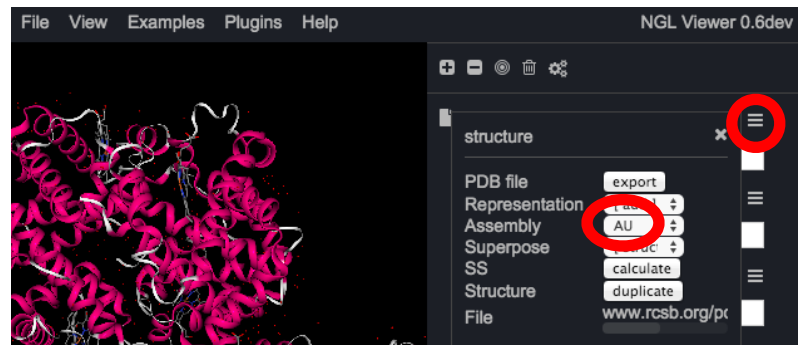 File View Examples Plugins Help NGL Viewer 0.6dev
structure
PDB file export
Representation
Assembly AU
Superpose
SS calculate
Structure duplicate
File www.rcsb.org/